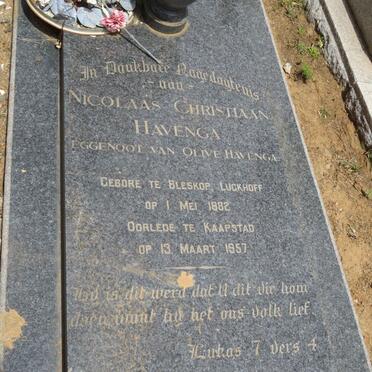 In Dankbare Nagedagtenis
aan
NICOLAAS CHRISTIAAN
HAVENGA
EGGENOOT VAN OLIVE HAVENGA
GEBORE TE BLESKOP, LUCKHOFF
OP 1 MEI 1882
OORLEDE TE KAAPSTAD
OP 13 MAART 1957
Hy is dit werd dat U dit vir hom
doen want hy het ons volk lief.
Lukas 7 vers 4